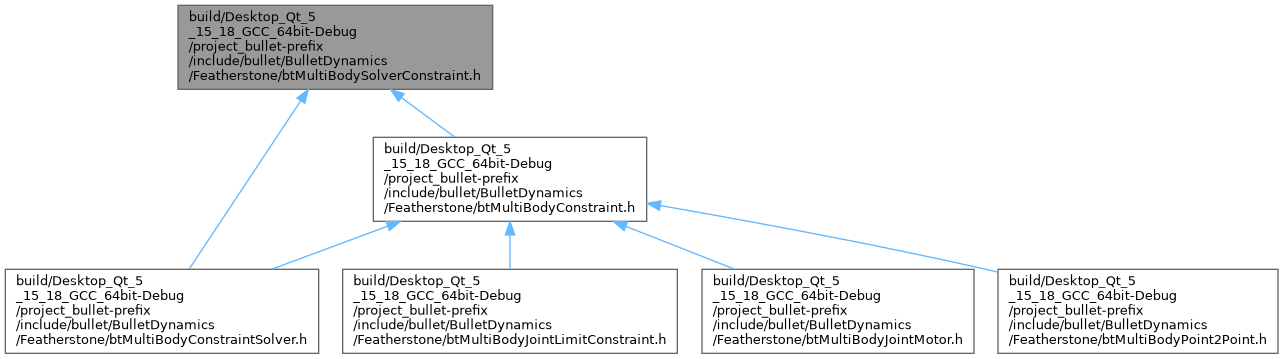 build/Desktop_Qt_5
_15_18_GCC_64bit-Debug
/project_bullet-prefix
/include/bullet/BulletDynamics
/Featherstone/btMultiBodySolverConstraint.h
build/Desktop_Qt_5
_15_18_GCC_64bit-Debug
/project_bullet-prefix
/include/bullet/BulletDynamics
/Featherstone/btMultiBodyConstraint.h
build/Desktop_Qt_5
_15_18_GCC_64bit-Debug
/project_bullet-prefix
/include/bullet/BulletDynamics
/Featherstone/btMultiBodyConstraintSolver.h
build/Desktop_Qt_5
_15_18_GCC_64bit-Debug
/project_bullet-prefix
/include/bullet/BulletDynamics
/Featherstone/btMultiBodyJointLimitConstraint.h
build/Desktop_Qt_5
_15_18_GCC_64bit-Debug
/project_bullet-prefix
/include/bullet/BulletDynamics
/Featherstone/btMultiBodyJointMotor.h
build/Desktop_Qt_5
_15_18_GCC_64bit-Debug
/project_bullet-prefix
/include/bullet/BulletDynamics
/Featherstone/btMultiBodyPoint2Point.h